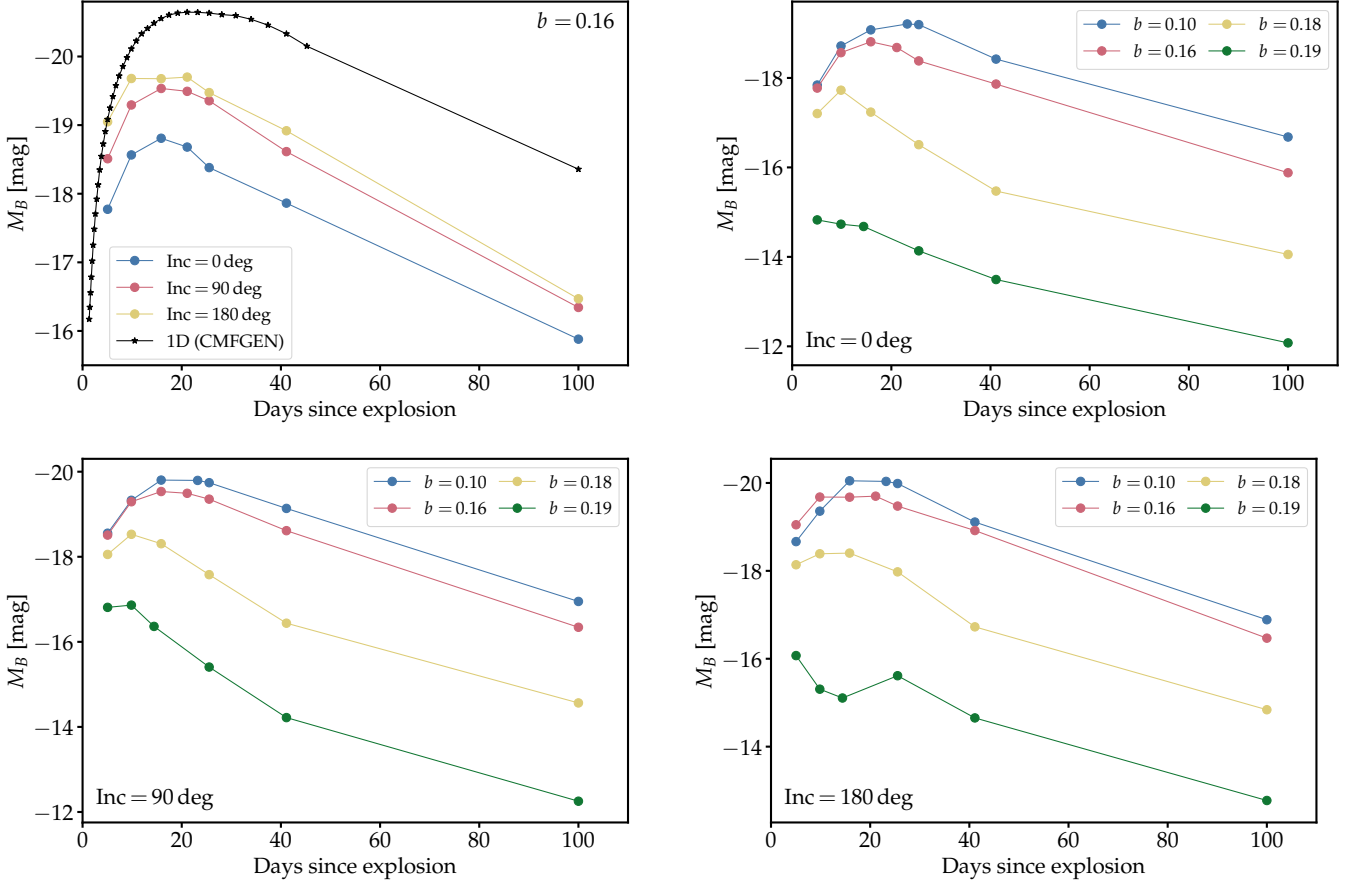 b = 0.16
−20
−19
−18
−17
−16
M_B [mag]
Inc = 0 deg
Inc = 90 deg
Inc = 180 deg
1D (CMFGEN)
0 20 40 60 80 100
Days since explosion
b = 0.10 b = 0.18
b = 0.16 b = 0.19
−18
−16
−14
−12
M_B [mag]
Inc = 0 deg
0 20 40 60 80 100
Days since explosion
b = 0.10 b = 0.18
b = 0.16 b = 0.19
−20
−18
−16
−14
−12
M_B [mag]
Inc = 90 deg
0 20 40 60 80 100
Days since explosion
b = 0.10 b = 0.18
b = 0.16 b = 0.19
−20
−18
−16
−14
M_B [mag]
Inc = 180 deg
0 20 40 60 80 100
Days since explosion